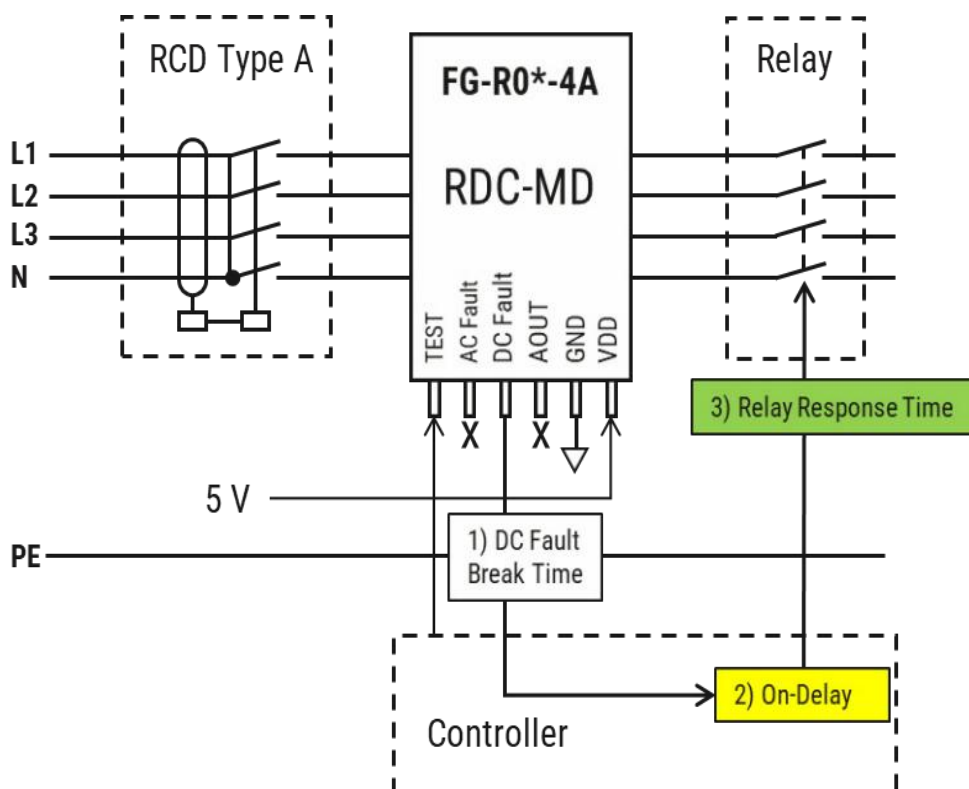 RCD Type A
FG-R0*-4A
RDC-MD
Relay
L1
L2
L3
N
TEST
AC Fault
DC Fault
AOUT
GND
VDD
X
X
3) Relay Response Time
5 V
1) DC Fault
Break Time
PE
2) On-Delay
Controller